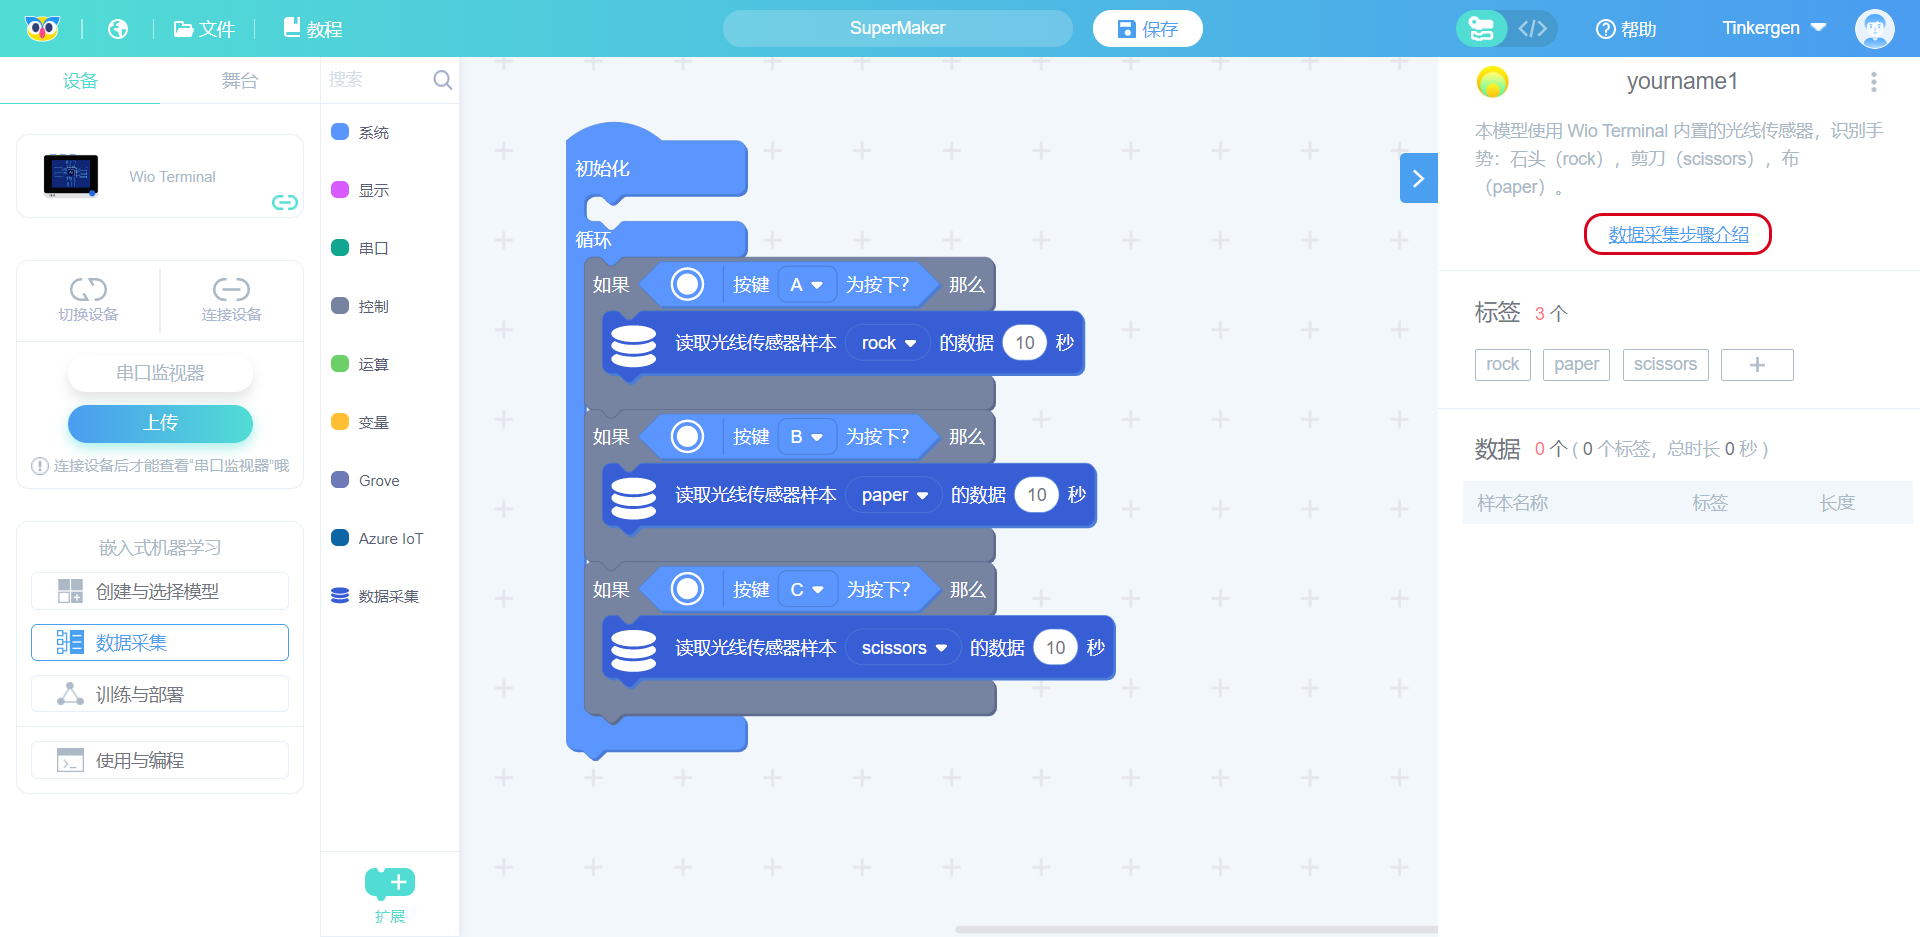 文件
教程
SuperMaker
保存
帮助
Tinkergen
设备
舞台
搜索
Wio Terminal
切换设备
连接设备
串口监视器
上传
连接设备后才能查看“串口监视器”哦
嵌入式机器学习
创建与选择模型
数据采集
训练与部署
使用与编程
系统
显示
串口
控制
运算
变量
Grove
Azure IoT
数据采集
扩展
初始化
循环
如果 按键 A 为按下? 那么
读取光线传感器样本 rock 的数据 10 秒
如果 按键 B 为按下? 那么
读取光线传感器样本 paper 的数据 10 秒
如果 按键 C 为按下? 那么
读取光线传感器样本 scissors 的数据 10 秒
yourname1
本模型使用 Wio Terminal 内置的光线传感器，识别手
势：石头（rock），剪刀（scissors），布
（paper）。
数据采集步骤介绍
标签 3 个
rock paper scissors +
数据 0 个 ( 0 个标签，总时长 0 秒 )
样本名称 标签 长度